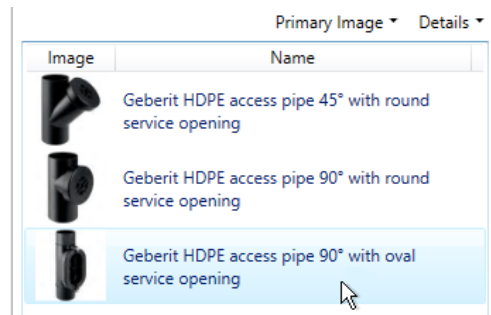 Primary Image Details
Image Name
Geberit HDPE access pipe 45° with round
service opening
Geberit HDPE access pipe 90° with round
service opening
Geberit HDPE access pipe 90° with oval
service opening